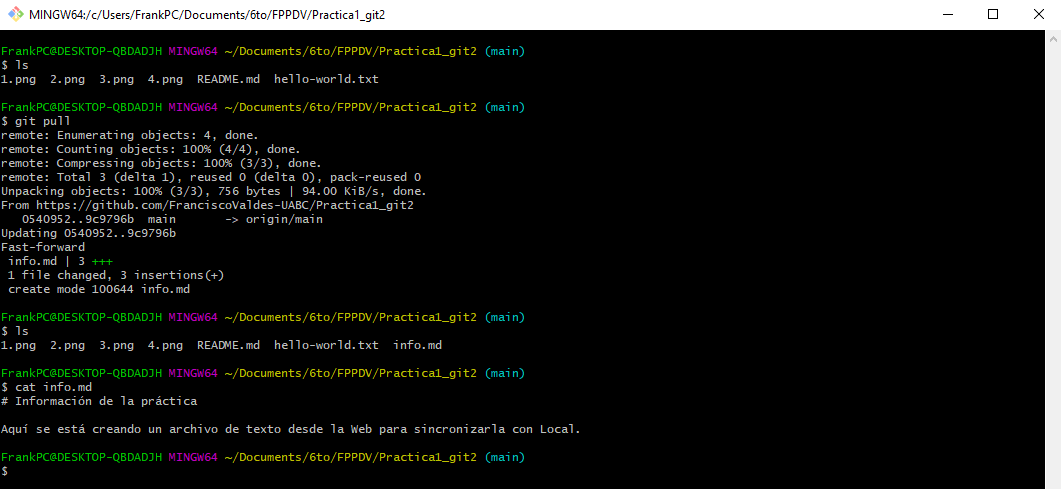 MINGW64:/c/Users/FrankPC/Documents/6to/FPPDV/Practica1_git2
FrankPC@DESKTOP-QBDADJH MINGW64 ~/Documents/6to/FPPDV/Practica1_git2 (main)
$ ls
1.png  2.png  3.png  4.png  README.md  hello-world.txt
FrankPC@DESKTOP-QBDADJH MINGW64 ~/Documents/6to/FPPDV/Practica1_git2 (main)
$ git pull
remote: Enumerating objects: 4, done.
remote: Counting objects: 100% (4/4), done.
remote: Compressing objects: 100% (3/3), done.
remote: Total 3 (delta 1), reused 0 (delta 0), pack-reused 0
Unpacking objects: 100% (3/3), 756 bytes | 94.00 KiB/s, done.
From https://github.com/FranciscoValdes-UABC/Practica1_git2
   0540952..9c9796b  main       -> origin/main
Updating 0540952..9c9796b
Fast-forward
 info.md | 3 +++
 1 file changed, 3 insertions(+)
 create mode 100644 info.md
FrankPC@DESKTOP-QBDADJH MINGW64 ~/Documents/6to/FPPDV/Practica1_git2 (main)
$ ls
1.png  2.png  3.png  4.png  README.md  hello-world.txt  info.md
FrankPC@DESKTOP-QBDADJH MINGW64 ~/Documents/6to/FPPDV/Practica1_git2 (main)
$ cat info.md
# Información de la práctica
Aquí se está creando un archivo de texto desde la Web para sincronizarla con Local.
FrankPC@DESKTOP-QBDADJH MINGW64 ~/Documents/6to/FPPDV/Practica1_git2 (main)
$